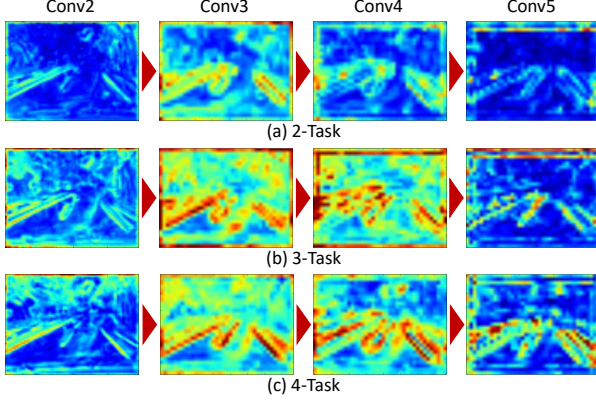 Conv2 Conv3 Conv4 Conv5
(a) 2-Task
(b) 3-Task
(c) 4-Task